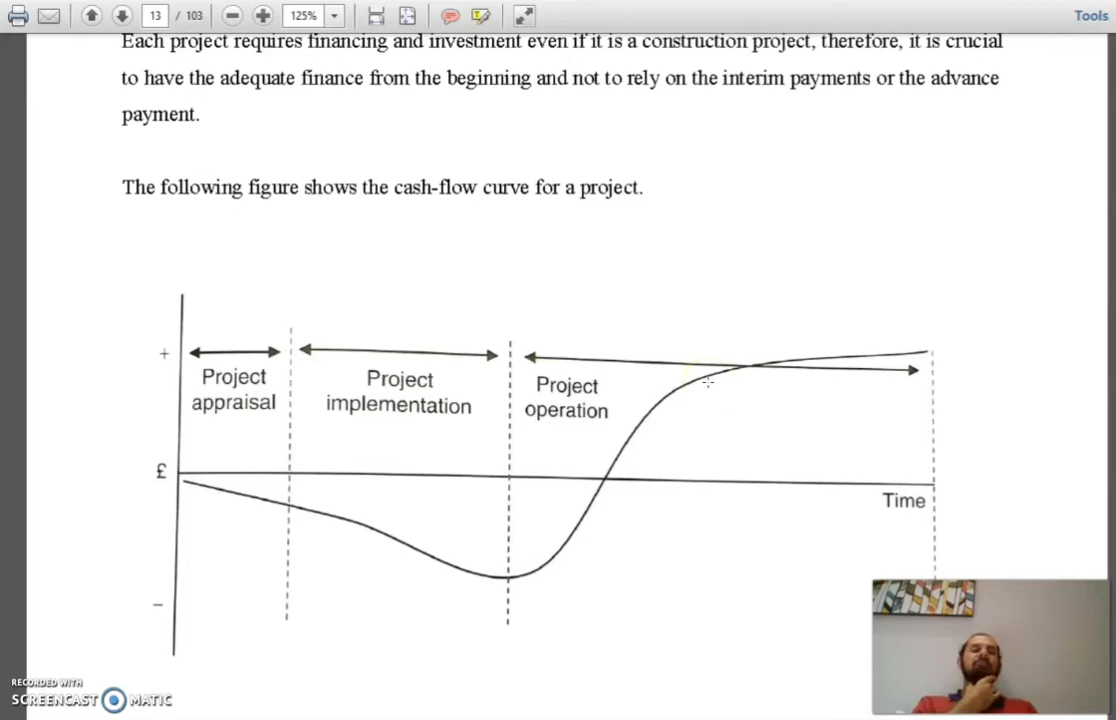 13 / 103 125% Tools
Each project requires financing and investment even if it is a construction project, therefore, it is crucial
to have the adequate finance from the beginning and not to rely on the interim payments or the advance
payment.
The following figure shows the cash-flow curve for a project.
+
Project
appraisal
Project
implementation
Project
operation
£
Time
–
RECORDED WITH
SCREENCAST MATIC